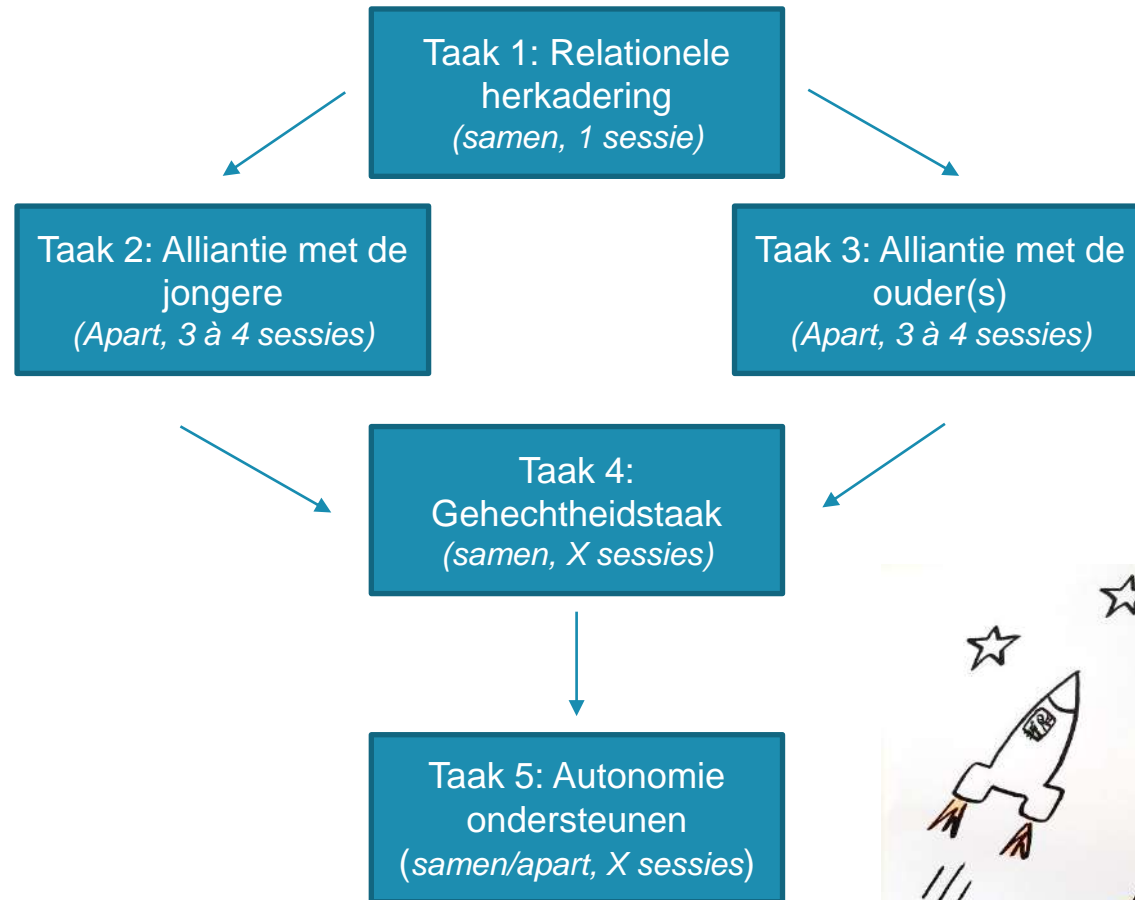 Taak 1: Relationele
herkadering
(samen, 1 sessie)
Taak 2: Alliantie met de
jongere
(Apart, 3 à 4 sessies)
Taak 3: Alliantie met de
ouder(s)
(Apart, 3 à 4 sessies)
Taak 4:
Gehechtheidstaak
(samen, X sessies)
Taak 5: Autonomie
ondersteunen
(samen/apart, X sessies)